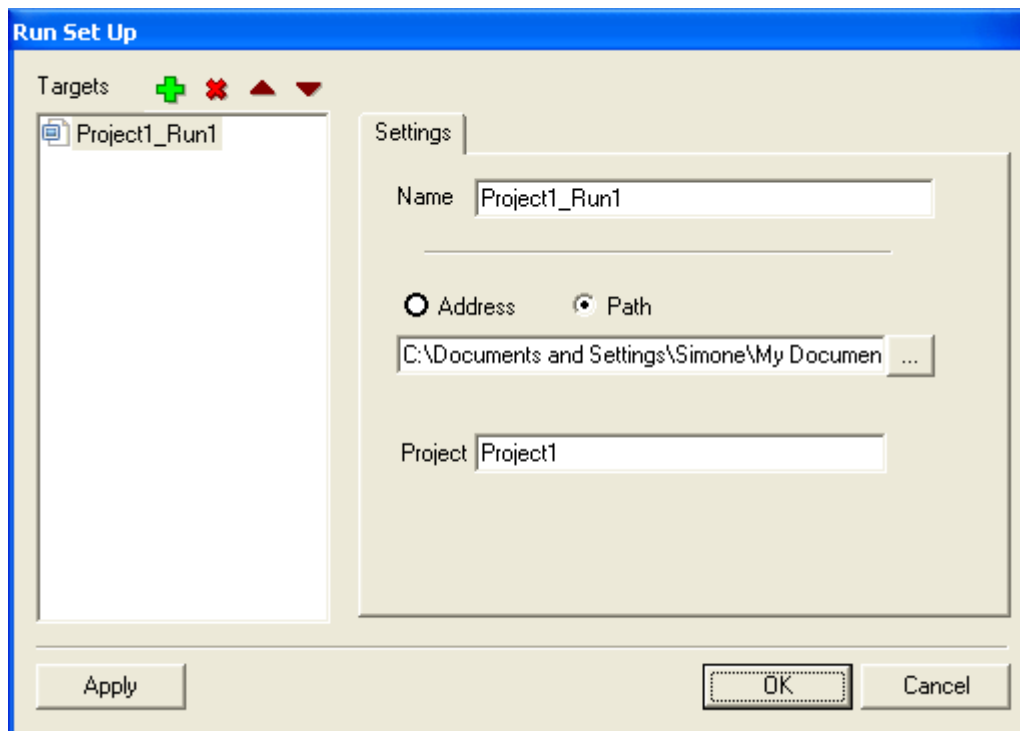 Run Set Up
Targets
Project1_Run1
Settings
Name Project1_Run1
Address Path
C:\Documents and Settings\Simone\My Documen ...
Project Project1
Apply OK Cancel